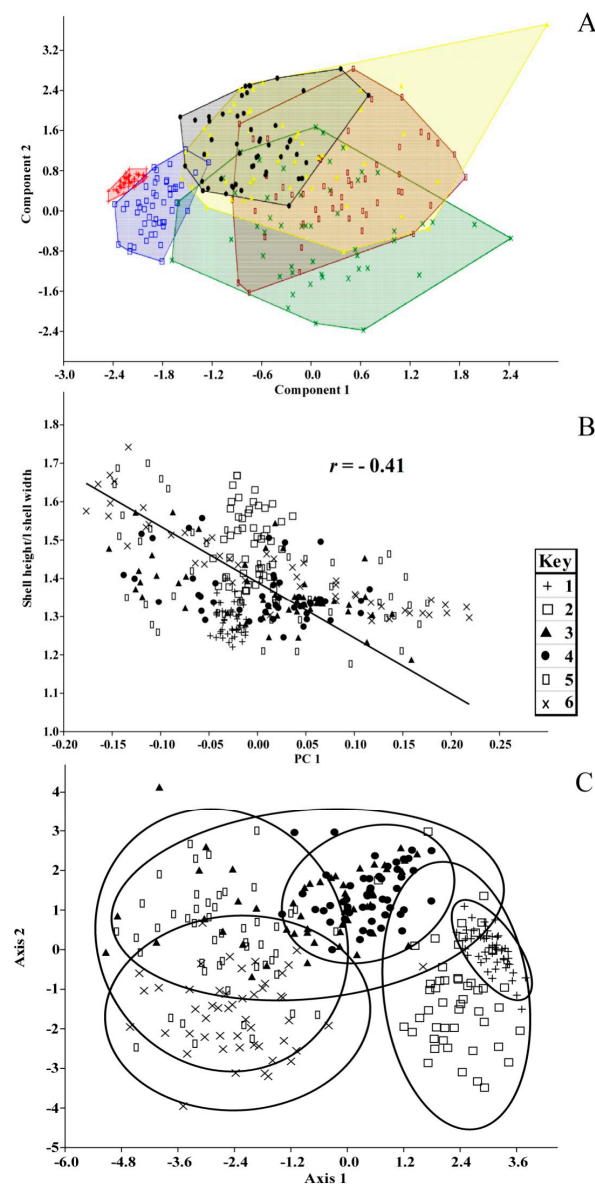 A
3.2
2.4
1.6
0.8
0.0
-0.8
-1.6
-2.4
Component 2
-3.0 -2.4 -1.8 -1.2 -0.6 0.0 0.6 1.2 1.8 2.4
Component 1
B
1.8
1.7
1.6
1.5
1.4
1.3
1.2
1.1
1.0
Shell height/l shell width
r = - 0.41
Key
+ 1
2
3
4
5
× 6
-0.20 -0.15 -0.10 -0.05 0.00 0.05 0.10 0.15 0.20 0.25
PC 1
C
4
3
2
1
0
-1
-2
-3
-4
-5
Axis 2
-6.0 -4.8 -3.6 -2.4 -1.2 0.0 1.2 2.4 3.6
Axis 1